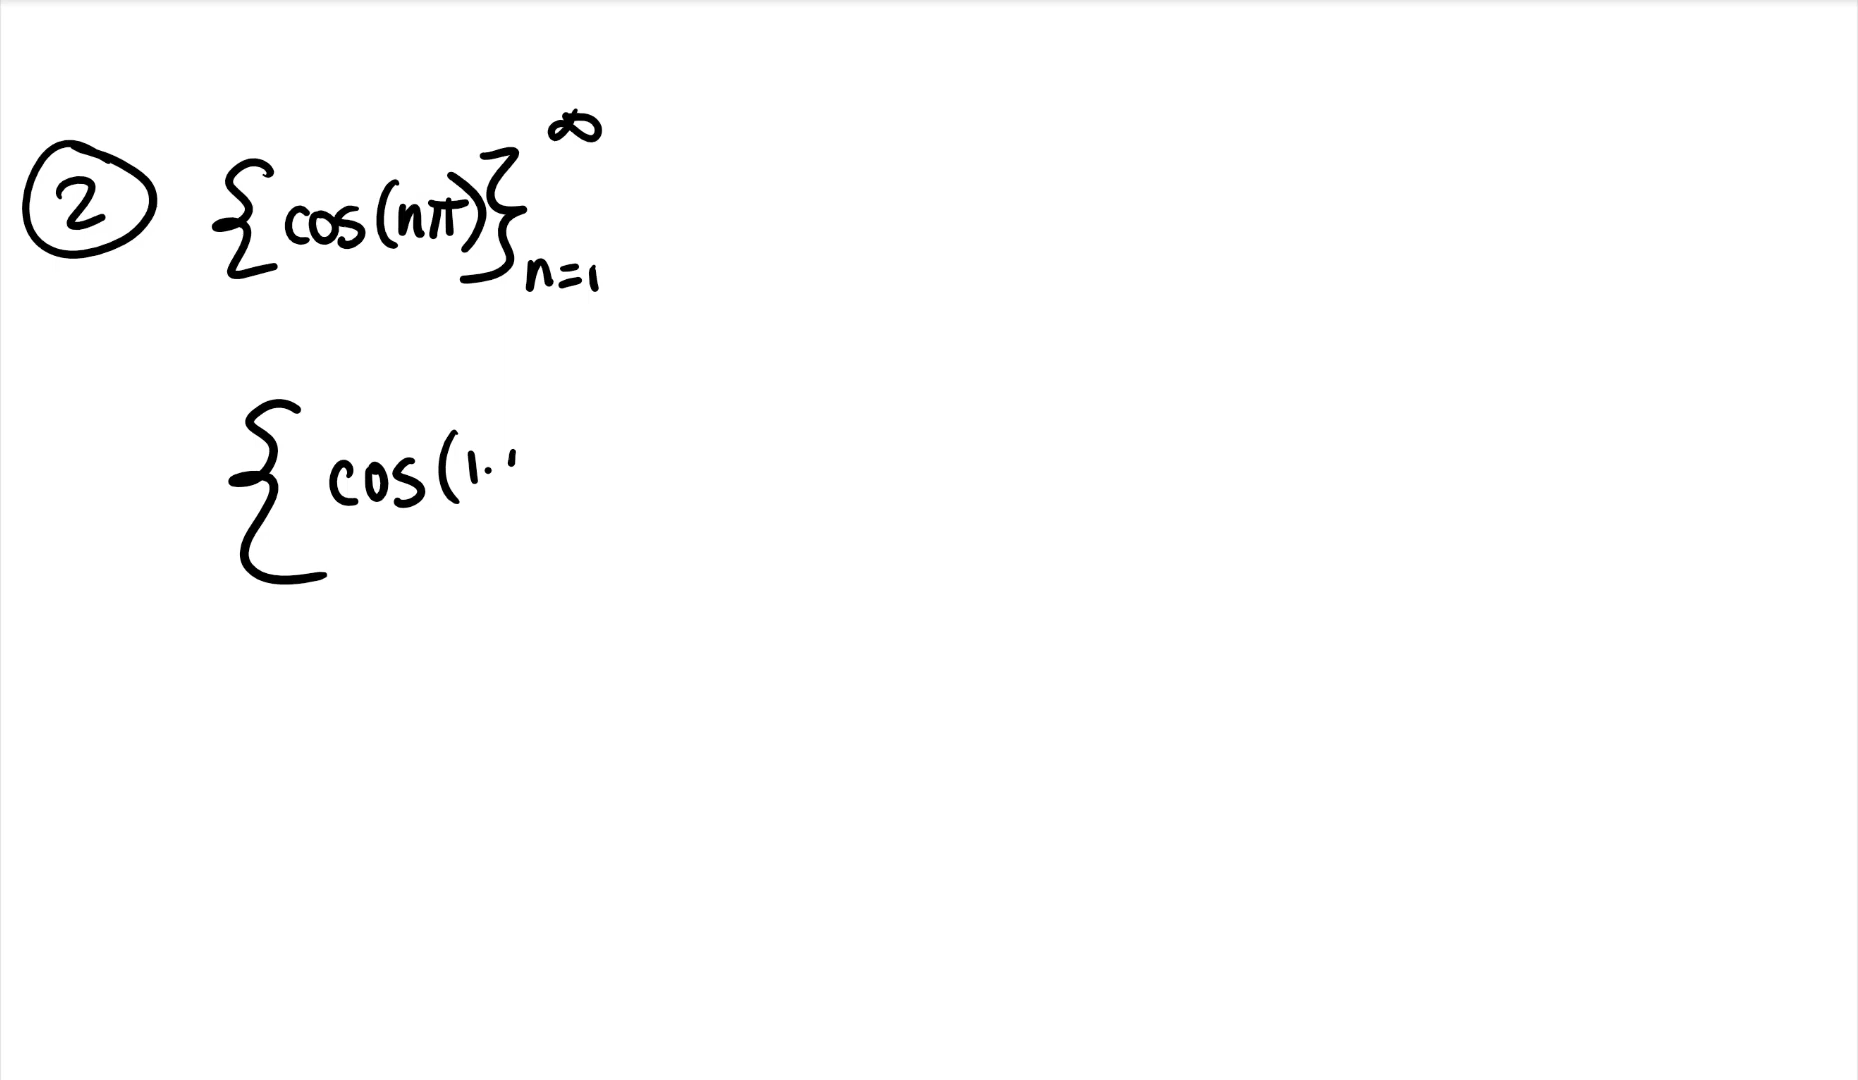 ② {cos(nπ)}_{n=1}^{∞}
{ cos(1·